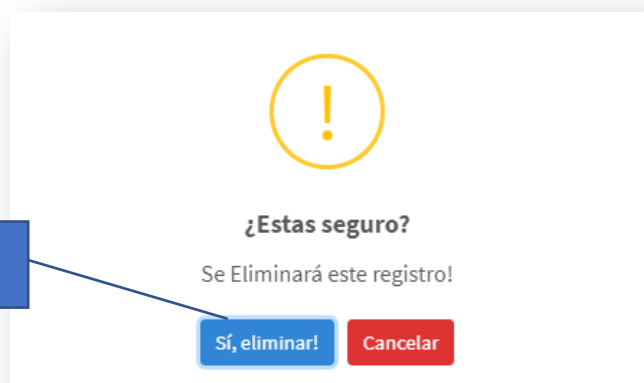 !
¿Estas seguro?
Se Eliminará este registro!
Sí, eliminar! Cancelar